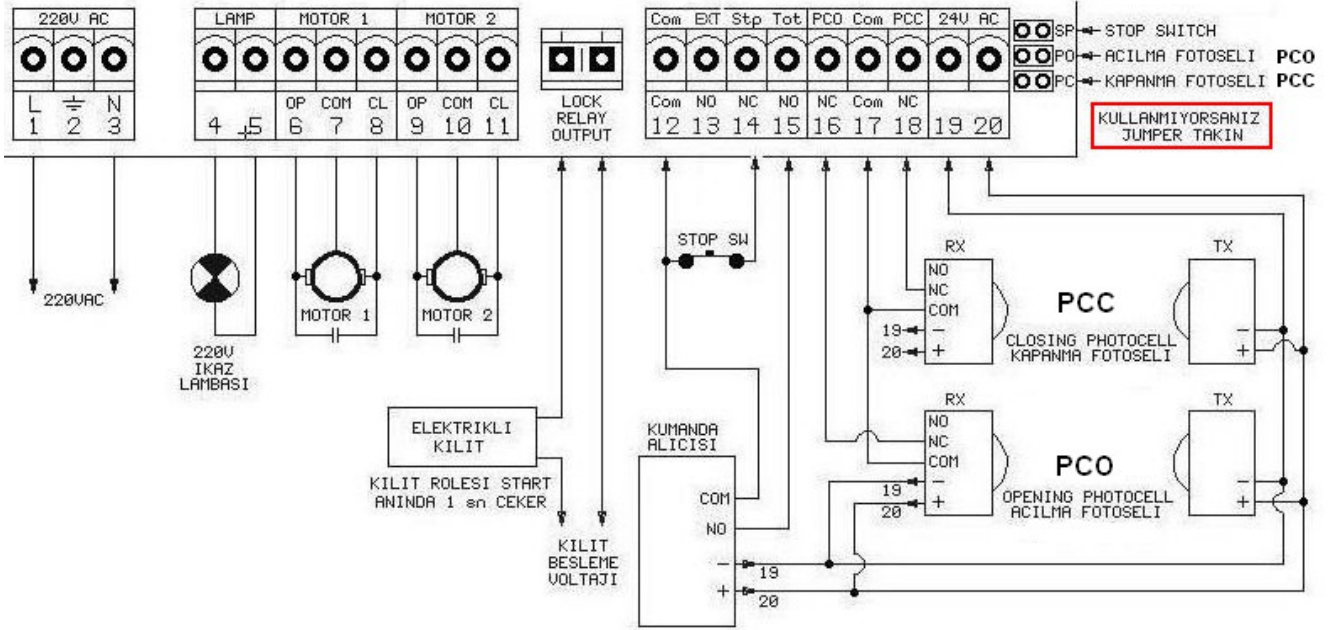 220V AC
LAMP MOTOR 1 MOTOR 2
Com EXT Stp Tot PCO Com PCC 24V AC
SP STOP SWITCH
PO ACILMA FOTOSELI PCO
PC KAPANMA FOTOSELI PCC
L N
1 2 3
OP COM CL OP COM CL
4 5 6 7 8 9 10 11
LOCK
RELAY
OUTPUT
Com NO NC NO NC Com NC
12 13 14 15 16 17 18 19 20
KULLANMIYORSANIZ
JUMPER TAKIN
220VAC
220V
IKAZ
LAMBASI
MOTOR 1
MOTOR 2
STOP SW
RX
NO
NC
COM
19 -
20 +
PCC
CLOSING PHOTOCELL
KAPANMA FOTOSELI
TX
-
+
ELEKTRIKLI
KILIT
KILIT ROLESI START
ANINDA 1 sn CEKER
KILIT
BESLEME
VOLTAJI
KUMANDA
ALICISI
COM
NO
- 19
+ 20
RX
NO
NC
COM
19 -
20 +
PCO
OPENING PHOTOCELL
ACILMA FOTOSELI
TX
-
+